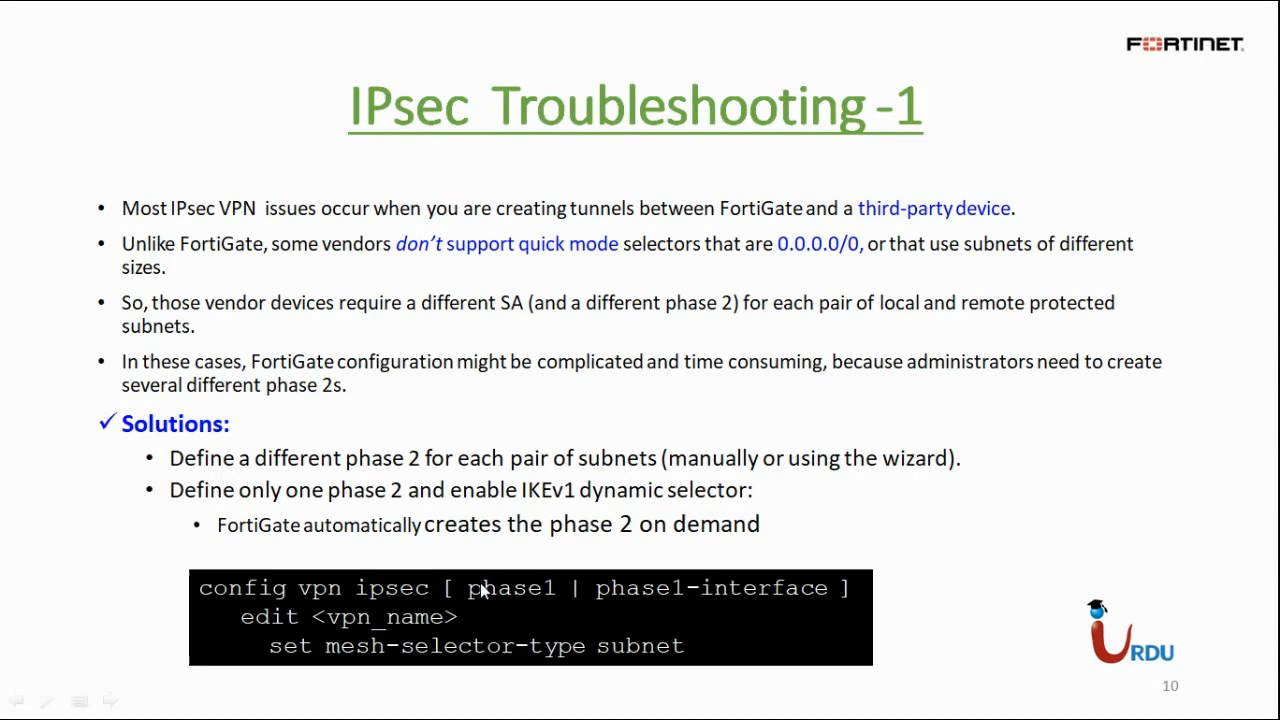 FORTINET
IPsec Troubleshooting -1
• Most IPsec VPN issues occur when you are creating tunnels between FortiGate and a third-party device.
• Unlike FortiGate, some vendors don't support quick mode selectors that are 0.0.0.0/0, or that use subnets of different
sizes.
• So, those vendor devices require a different SA (and a different phase 2) for each pair of local and remote protected
subnets.
• In these cases, FortiGate configuration might be complicated and time consuming, because administrators need to create
several different phase 2s.
✓ Solutions:
• Define a different phase 2 for each pair of subnets (manually or using the wizard).
• Define only one phase 2 and enable IKEv1 dynamic selector:
• FortiGate automatically creates the phase 2 on demand
config vpn ipsec [ phase1 | phase1-interface ]
edit <vpn_name>
set mesh-selector-type subnet
URDU
10